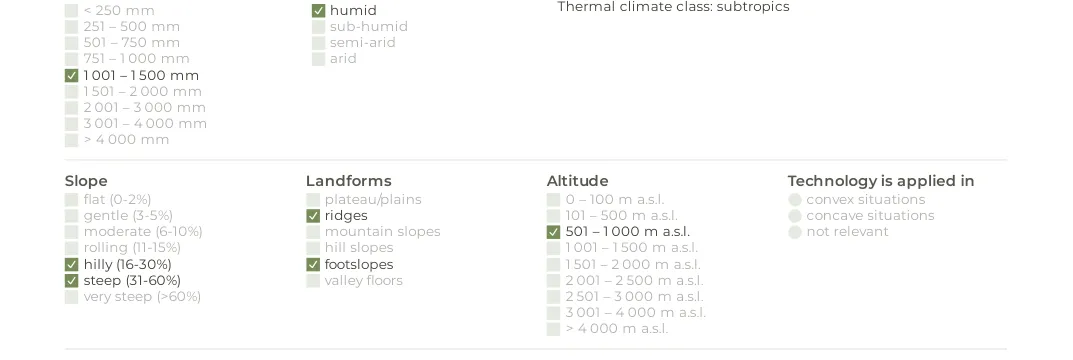 < 250 mm
251 – 500 mm
501 – 750 mm
751 – 1 000 mm
1 001 – 1 500 mm
1 501 – 2 000 mm
2 001 – 3 000 mm
3 001 – 4 000 mm
> 4 000 mm
humid
sub-humid
semi-arid
arid
Thermal climate class: subtropics
Slope
flat (0-2%)
gentle (3-5%)
moderate (6-10%)
rolling (11-15%)
hilly (16-30%)
steep (31-60%)
very steep (>60%)
Landforms
plateau/plains
ridges
mountain slopes
hill slopes
footslopes
valley floors
Altitude
0 – 100 m a.s.l.
101 – 500 m a.s.l.
501 – 1 000 m a.s.l.
1 001 – 1 500 m a.s.l.
1 501 – 2 000 m a.s.l.
2 001 – 2 500 m a.s.l.
2 501 – 3 000 m a.s.l.
3 001 – 4 000 m a.s.l.
> 4 000 m a.s.l.
Technology is applied in
convex situations
concave situations
not relevant